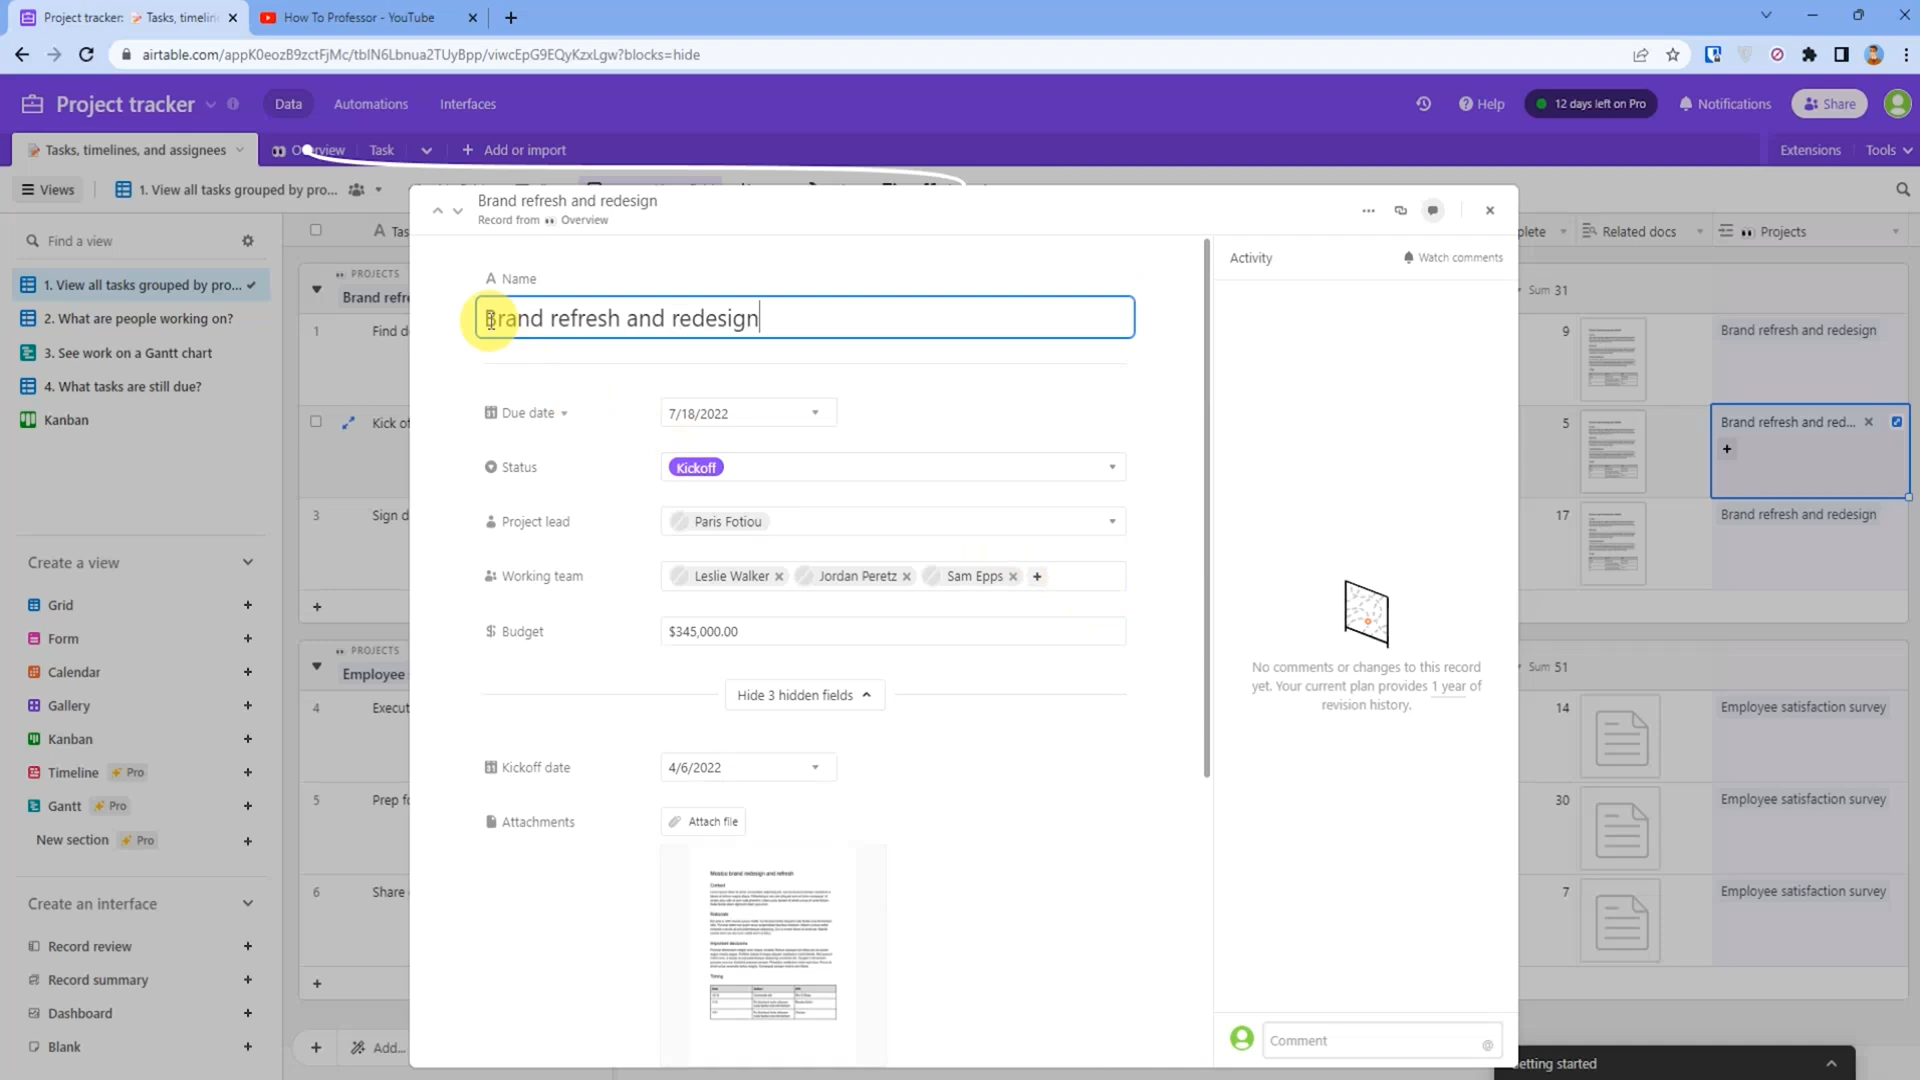 Project tracker: Tasks, timelin
How To Professor - YouTube
airtable.com/appK0eozB9zctFjMc/tblN6Lbnua2TUyBpp/viwcEpG9EQyKzxLgw?blocks=hide
Project tracker
Data
Automations
Interfaces
Help
12 days left on Pro
Notifications
Share
Tasks, timelines, and assignees
Overview
Task
Add or import
Extensions
Tools
Views
1. View all tasks grouped by pro...
Find a view
1. View all tasks grouped by pro...
2. What are people working on?
3. See work on a Gantt chart
4. What tasks are still due?
Kanban
Create a view
Grid
Form
Calendar
Gallery
Kanban
Timeline Pro
Gantt Pro
New section Pro
Create an interface
Record review
Record summary
Dashboard
Blank
A Tas
PROJECTS
Brand refre
1 Find d
Kick of
3 Sign d
PROJECTS
Employee
4 Execut
5 Prep fo
6 Share
Add...
Brand refresh and redesign
Record from Overview
A Name
Brand refresh and redesign
Due date
7/18/2022
Status
Kickoff
Project lead
Paris Fotiou
Working team
Leslie Walker
Jordan Peretz
Sam Epps
Budget
$345,000.00
Hide 3 hidden fields
Kickoff date
4/6/2022
Attachments
Attach file
Activity
Watch comments
No comments or changes to this record
yet. Your current plan provides 1 year of
revision history.
Comment
@
plete
Related docs
Projects
Sum 31
9
Brand refresh and redesign
5
Brand refresh and red...
17
Brand refresh and redesign
Sum 51
14
Employee satisfaction survey
30
Employee satisfaction survey
7
Employee satisfaction survey
etting started